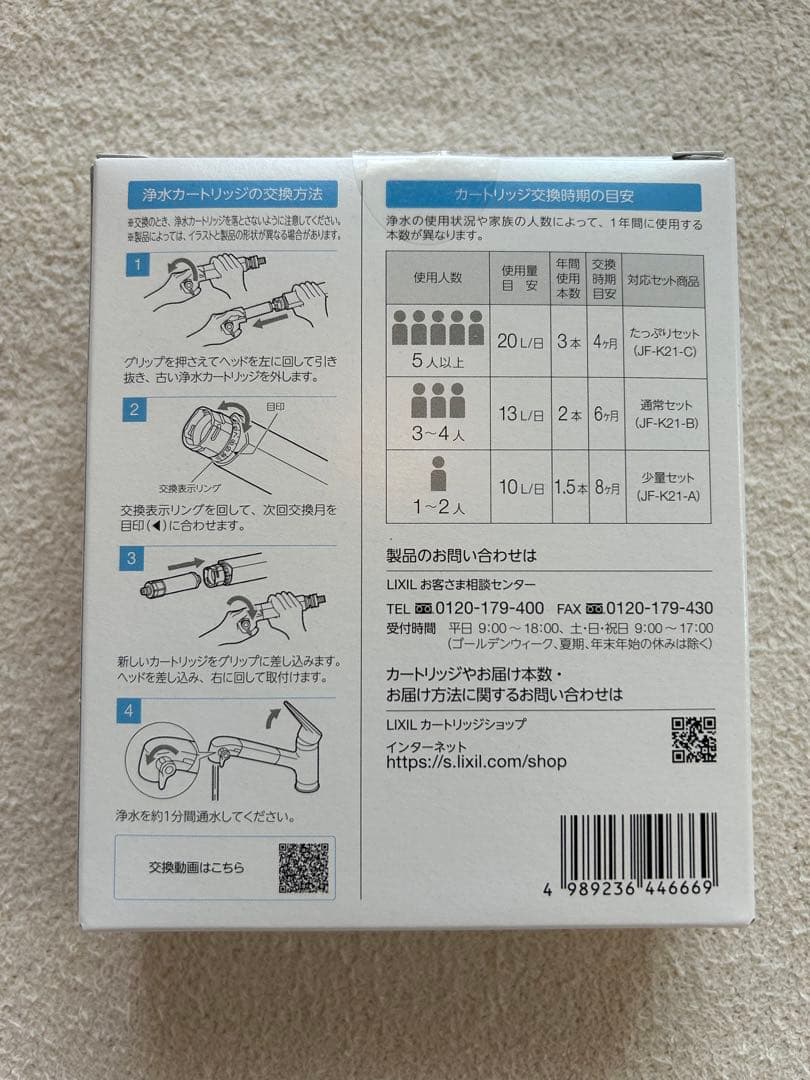 浄水カートリッジの交換方法
※交換のとき、浄水カートリッジを落とさないように注意してください。
※製品によっては、イラストと製品の形状が異なる場合があります。
1
グリップを押さえてヘッドを左に回して引き
抜き、古い浄水カートリッジを外します。
2
目印
交換表示リング
交換表示リングを回して、次回交換月を
目印(◀)に合わせます。
3
新しいカートリッジをグリップに差し込みます。
ヘッドを差し込み、右に回して取付けます。
4
浄水を約1分間通水してください。
交換動画はこちら
カートリッジ交換時期の目安
浄水の使用状況や家族の人数によって、1年間に使用する
本数が異なります。
使用人数 使用量目安 年間使用本数 交換時期目安 対応セット商品
5人以上 20L/日 3本 4ヶ月 たっぷりセット(JF-K21-C)
3～4人 13L/日 2本 6ヶ月 通常セット(JF-K21-B)
1～2人 10L/日 1.5本 8ヶ月 少量セット(JF-K21-A)
製品のお問い合わせは
LIXIL お客さま相談センター
TEL 0120-179-400 FAX 0120-179-430
受付時間 平日 9:00～18:00、土・日・祝日 9:00～17:00
(ゴールデンウィーク、夏期、年末年始の休みは除く)
カートリッジやお届け本数・
お届け方法に関するお問い合わせは
LIXIL カートリッジショップ
インターネット
https://s.lixil.com/shop
4 989236 446669